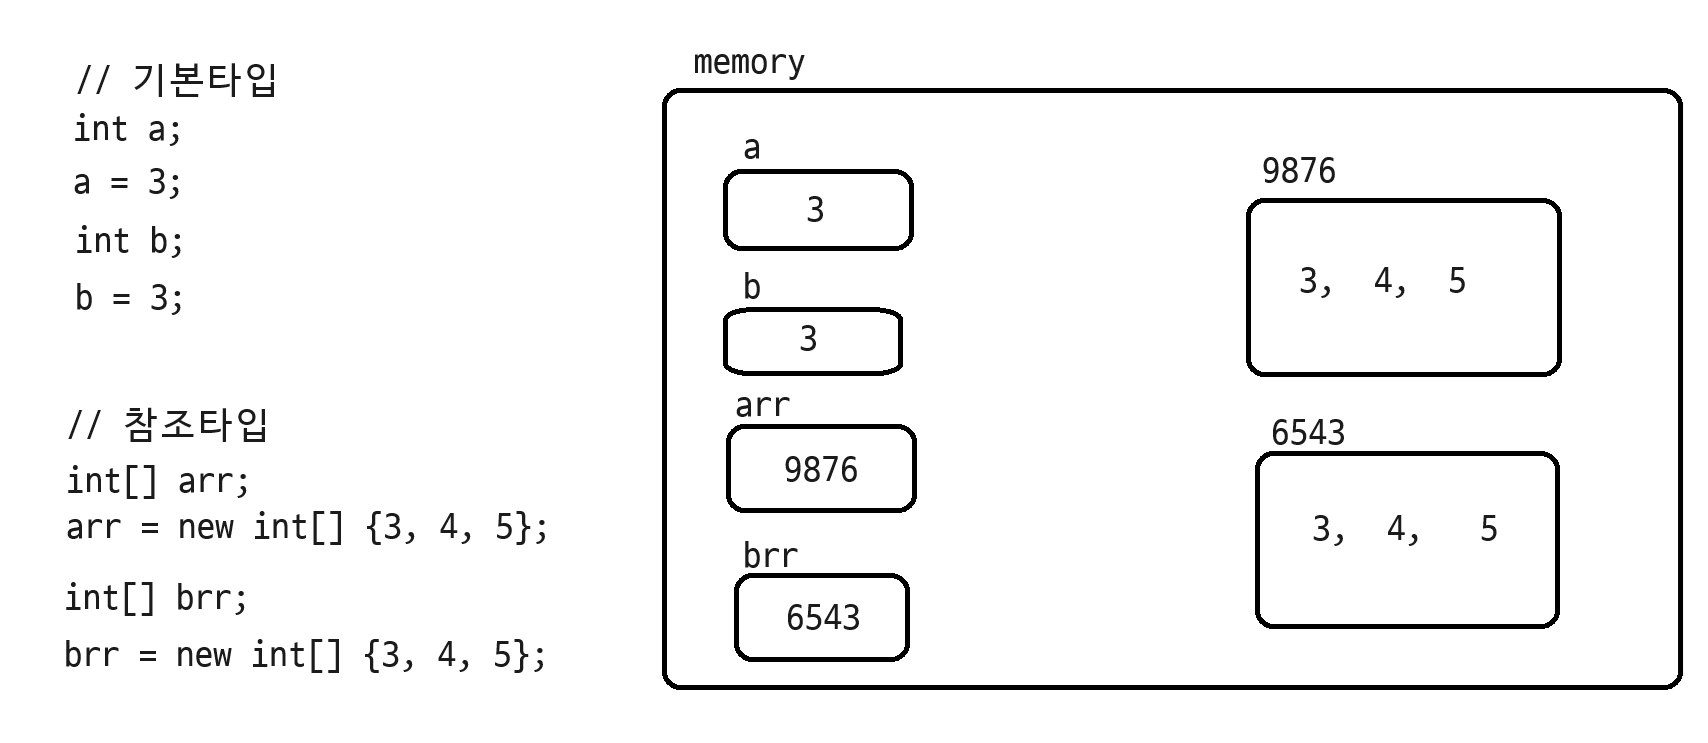 // 기본타입
int a;
a = 3;
int b;
b = 3;
// 참조타입
int[] arr;
arr = new int[] {3, 4, 5};
int[] brr;
brr = new int[] {3, 4, 5};
memory
a
3
b
3
arr
9876
brr
6543
9876
3, 4, 5
6543
3, 4, 5